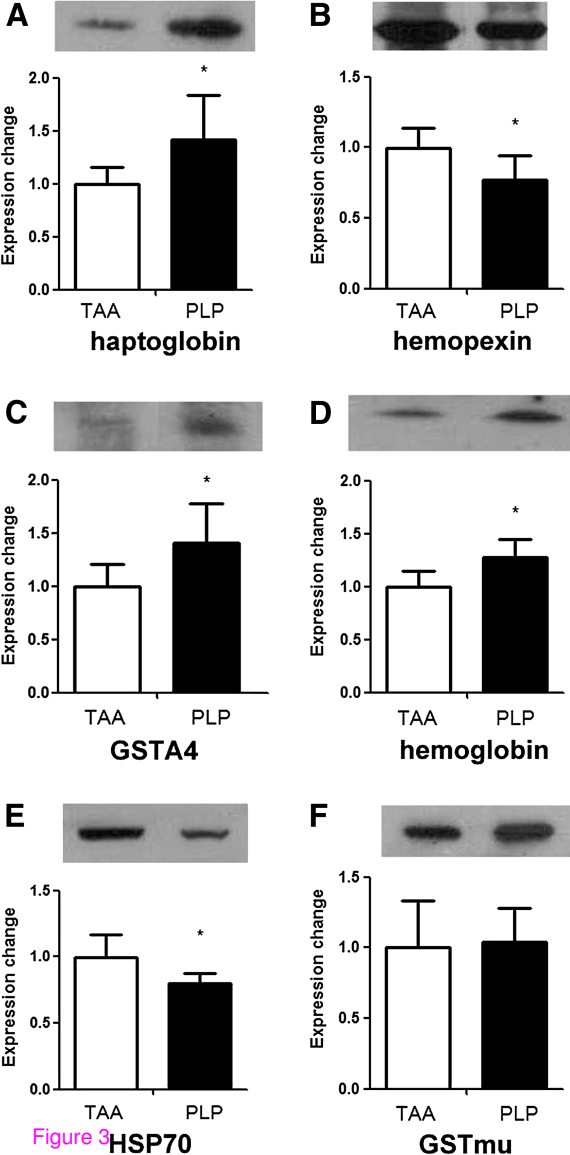 A
Expression change
2.0
*
1.5
1.0
0.5
0.0
TAA PLP
haptoglobin
B
Expression change
1.5
*
1.0
0.5
0.0
TAA PLP
hemopexin
C
Expression change
2.0
*
1.5
1.0
0.5
0.0
TAA PLP
GSTA4
D
Expression change
2.0
*
1.5
1.0
0.5
0.0
TAA PLP
hemoglobin
E
Expression change
1.5
*
1.0
0.5
0.0
TAA PLP
Figure 3
HSP70
F
Expression change
1.5
1.0
0.5
0.0
TAA PLP
GSTmu